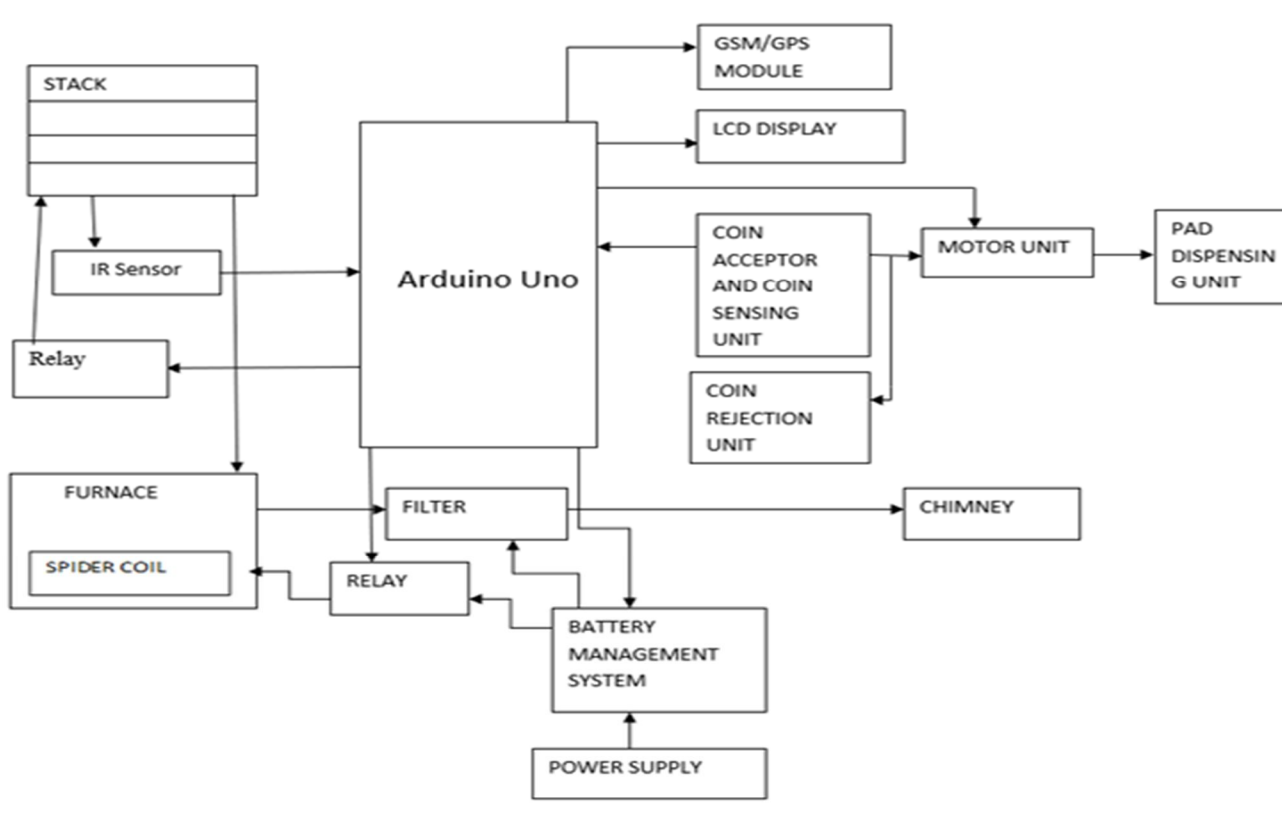 GSM/GPS
MODULE
STACK
LCD DISPLAY
COIN
ACCEPTOR
AND COIN
SENSING
UNIT
MOTOR UNIT
PAD
DISPENSIN
G UNIT
IR Sensor
Arduino Uno
Relay
COIN
REJECTION
UNIT
FURNACE
FILTER
CHIMNEY
SPIDER COIL
RELAY
BATTERY
MANAGEMENT
SYSTEM
POWER SUPPLY